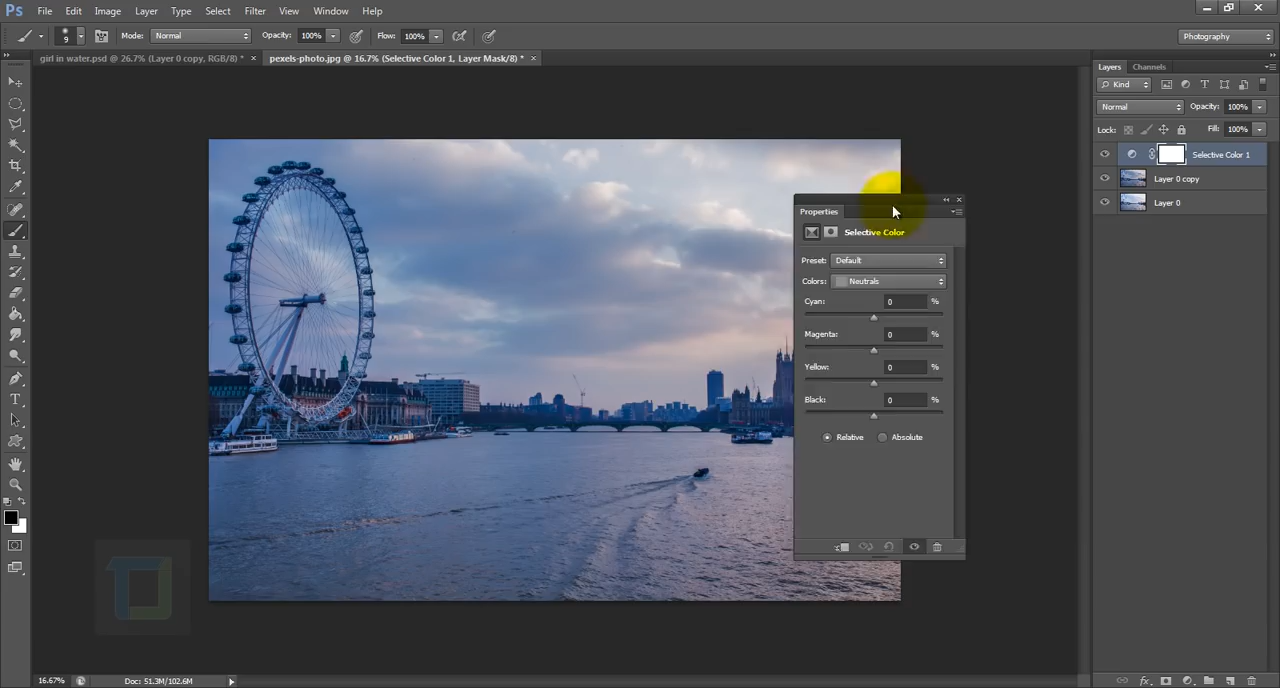 Ps File Edit Image Layer Type Select Filter View Window Help
9 Mode: Normal Opacity: 100% Flow: 100% Photography
girl in water.psd @ 26.7% (Layer 0 copy, RGB/8) * × pexels-photo.jpg @ 16.7% (Selective Color 1, Layer Mask/8) * ×
Layers Channels
Kind
Normal Opacity: 100%
Lock: Fill: 100%
Selective Color 1
Layer 0 copy
Layer 0
Properties
Selective Color
Preset: Default
Colors: Neutrals
Cyan: 0 %
Magenta: 0 %
Yellow: 0 %
Black: 0 %
Relative Absolute
16.67% Doc: 51.3M/102.6M